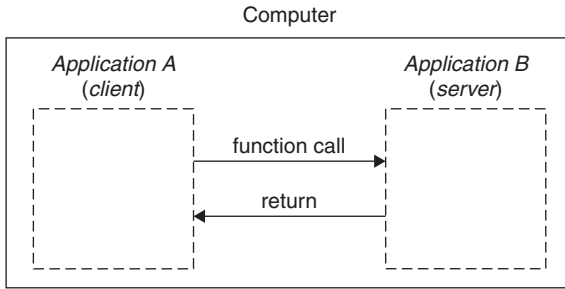 Computer
Application A
(client)
Application B
(server)
function call
return